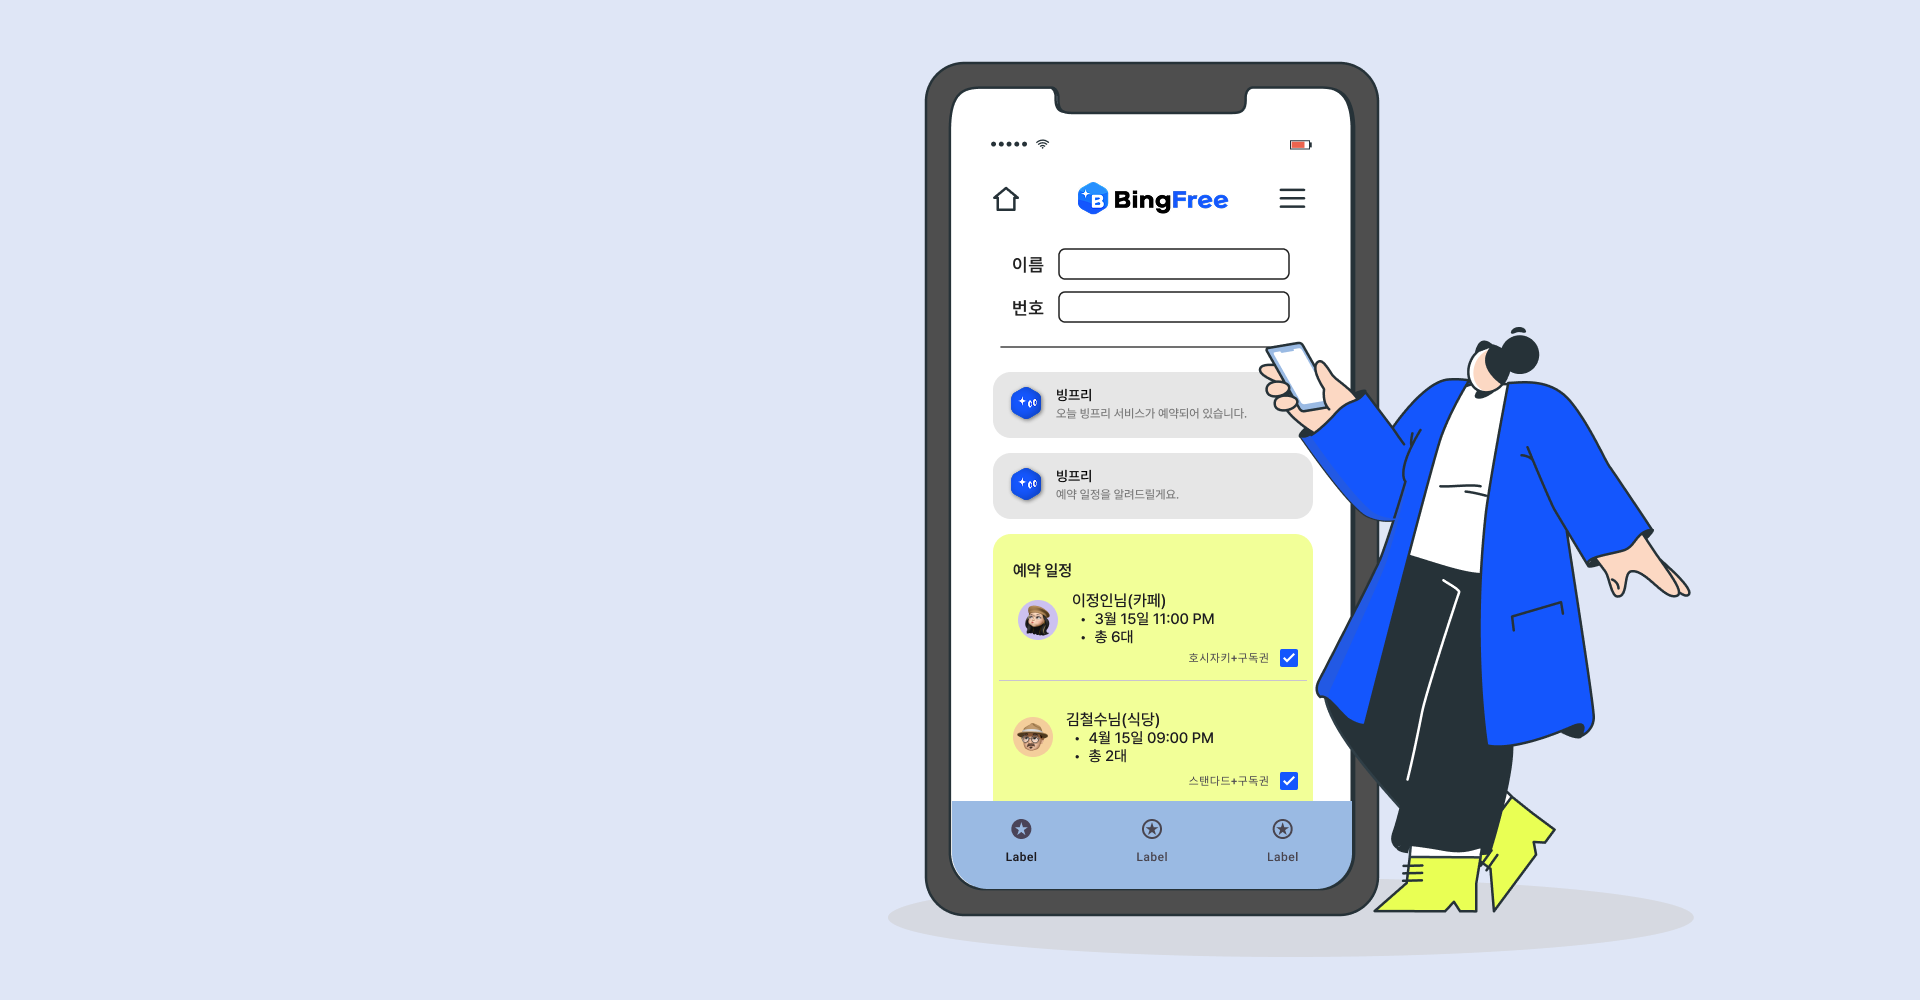 BingFree
이름
번호
빙프리
오늘 빙프리 서비스가 예약되어 있습니다.
빙프리
예약 일정을 알려드릴게요.
예약 일정
이정인님(카페)
• 3월 15일 11:00 PM
• 총 6대
호시자키+구독권
김철수님(식당)
• 4월 15일 09:00 PM
• 총 2대
스탠다드+구독권
Label Label Label